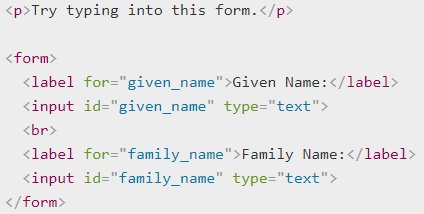 <p>Try typing into this form.</p>

<form>
  <label for="given_name">Given Name:</label>
  <input id="given_name" type="text">
  <br>
  <label for="family_name">Family Name:</label>
  <input id="family_name" type="text">
</form>